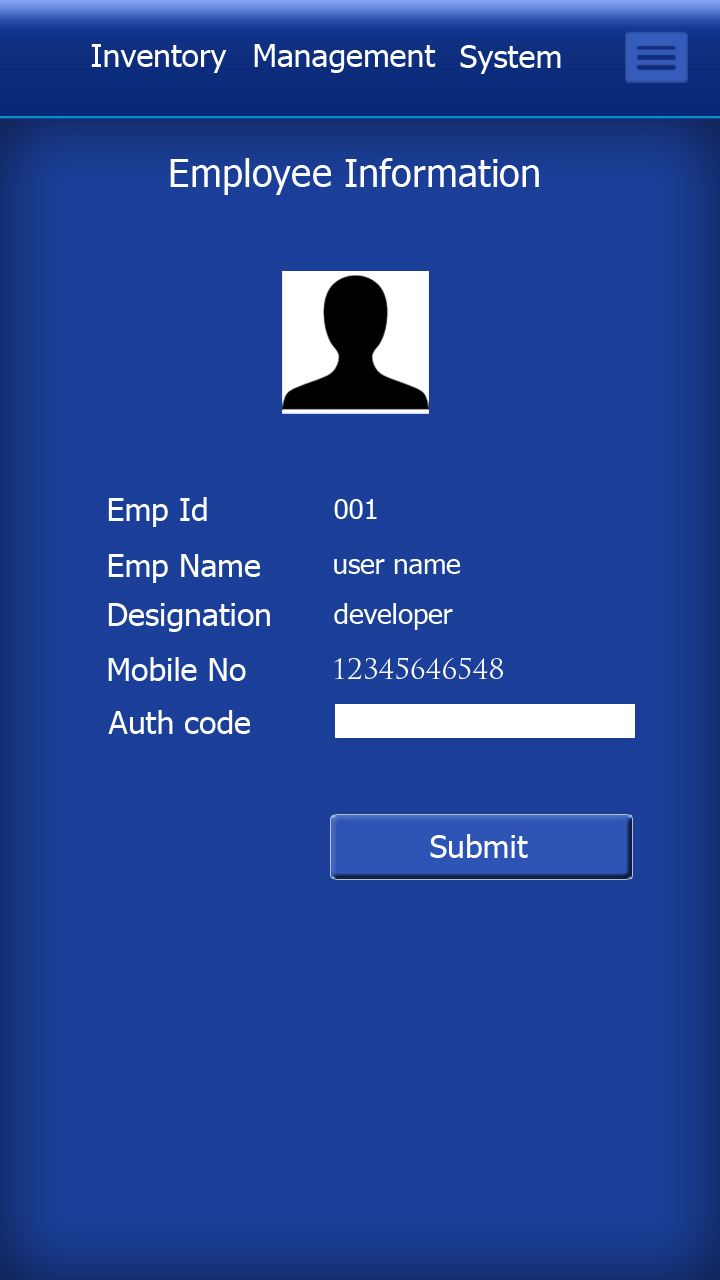 Inventory Management System
Employee Information
Emp Id 001
Emp Name user name
Designation developer
Mobile No 12345646548
Auth code
Submit